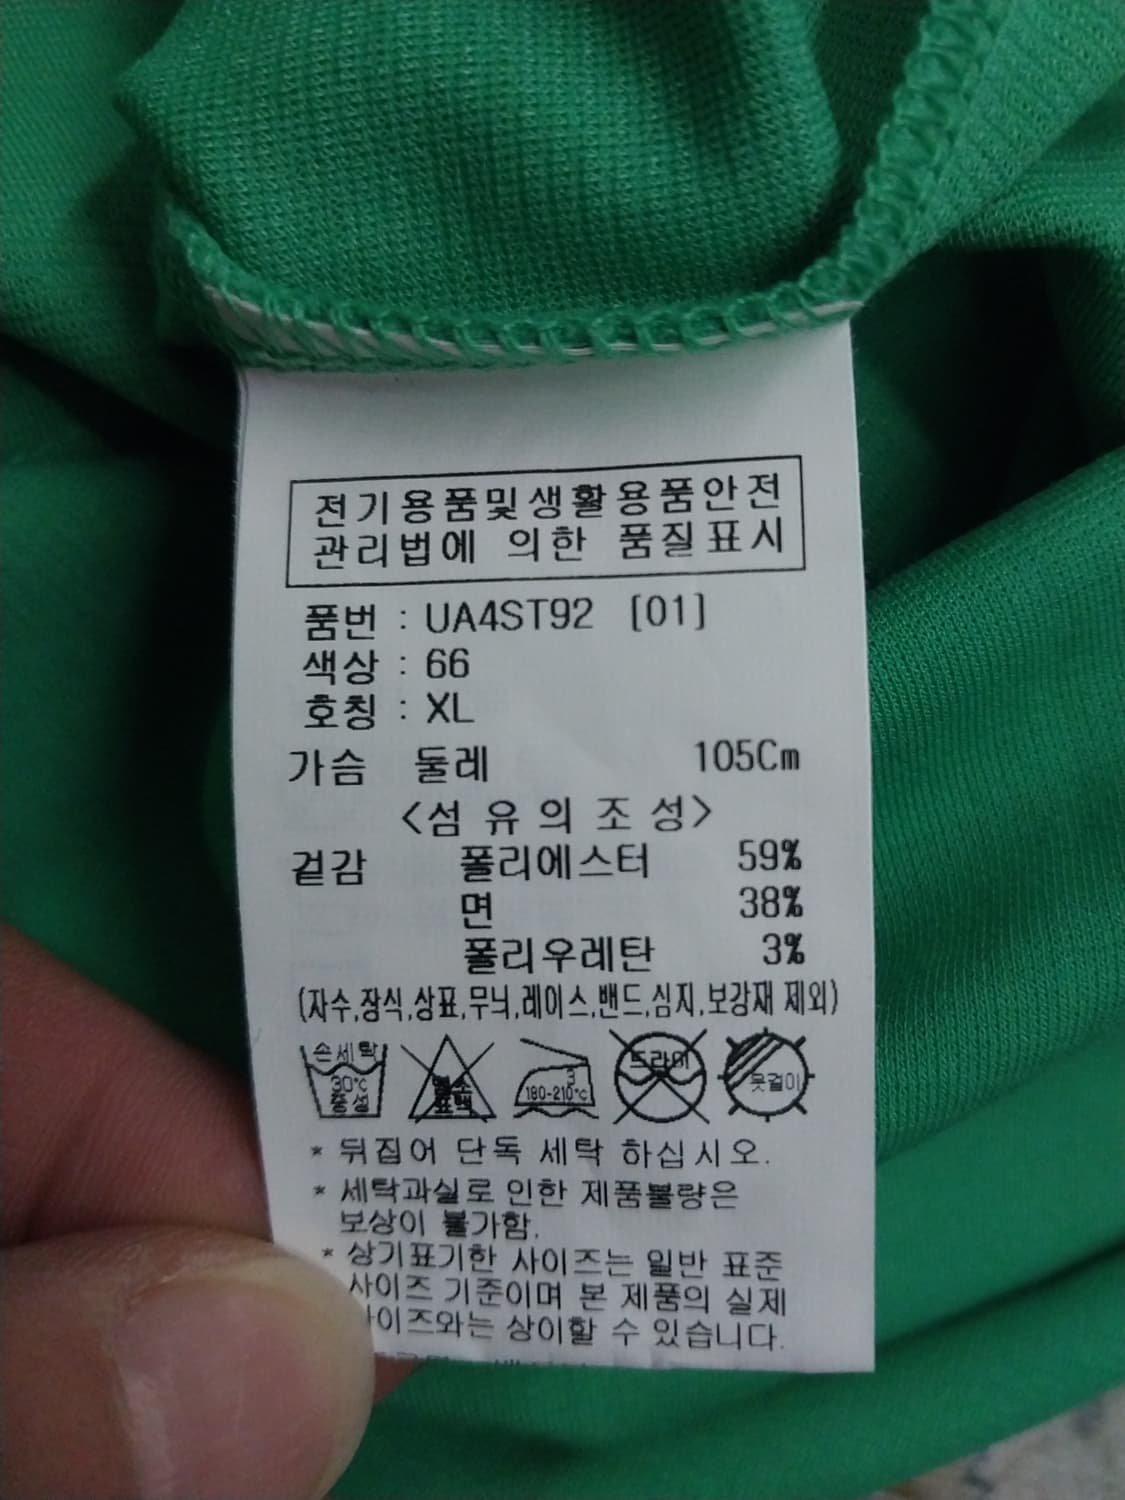 전기용품및생활용품안전
관리법에 의한 품질표시
품번 : UA4ST92 [01]
색상 : 66
호칭 : XL
가슴 둘레 105Cm
<섬 유 의 조 성>
겉감 폴리에스터 59%
면 38%
폴리우레탄 3%
(자수,장식,상표,무늬,레이스,밴드,심지,보강재 제외)
손세탁
30℃
중성
염소
표백
3
180-210℃
드라이
옷걸이
* 뒤집어 단독 세탁 하십시오.
* 세탁과실로 인한 제품불량은
보상이 불가함.
* 상기표기한 사이즈는 일반 표준
사이즈 기준이며 본 제품의 실제
사이즈와는 상이할 수 있습니다.